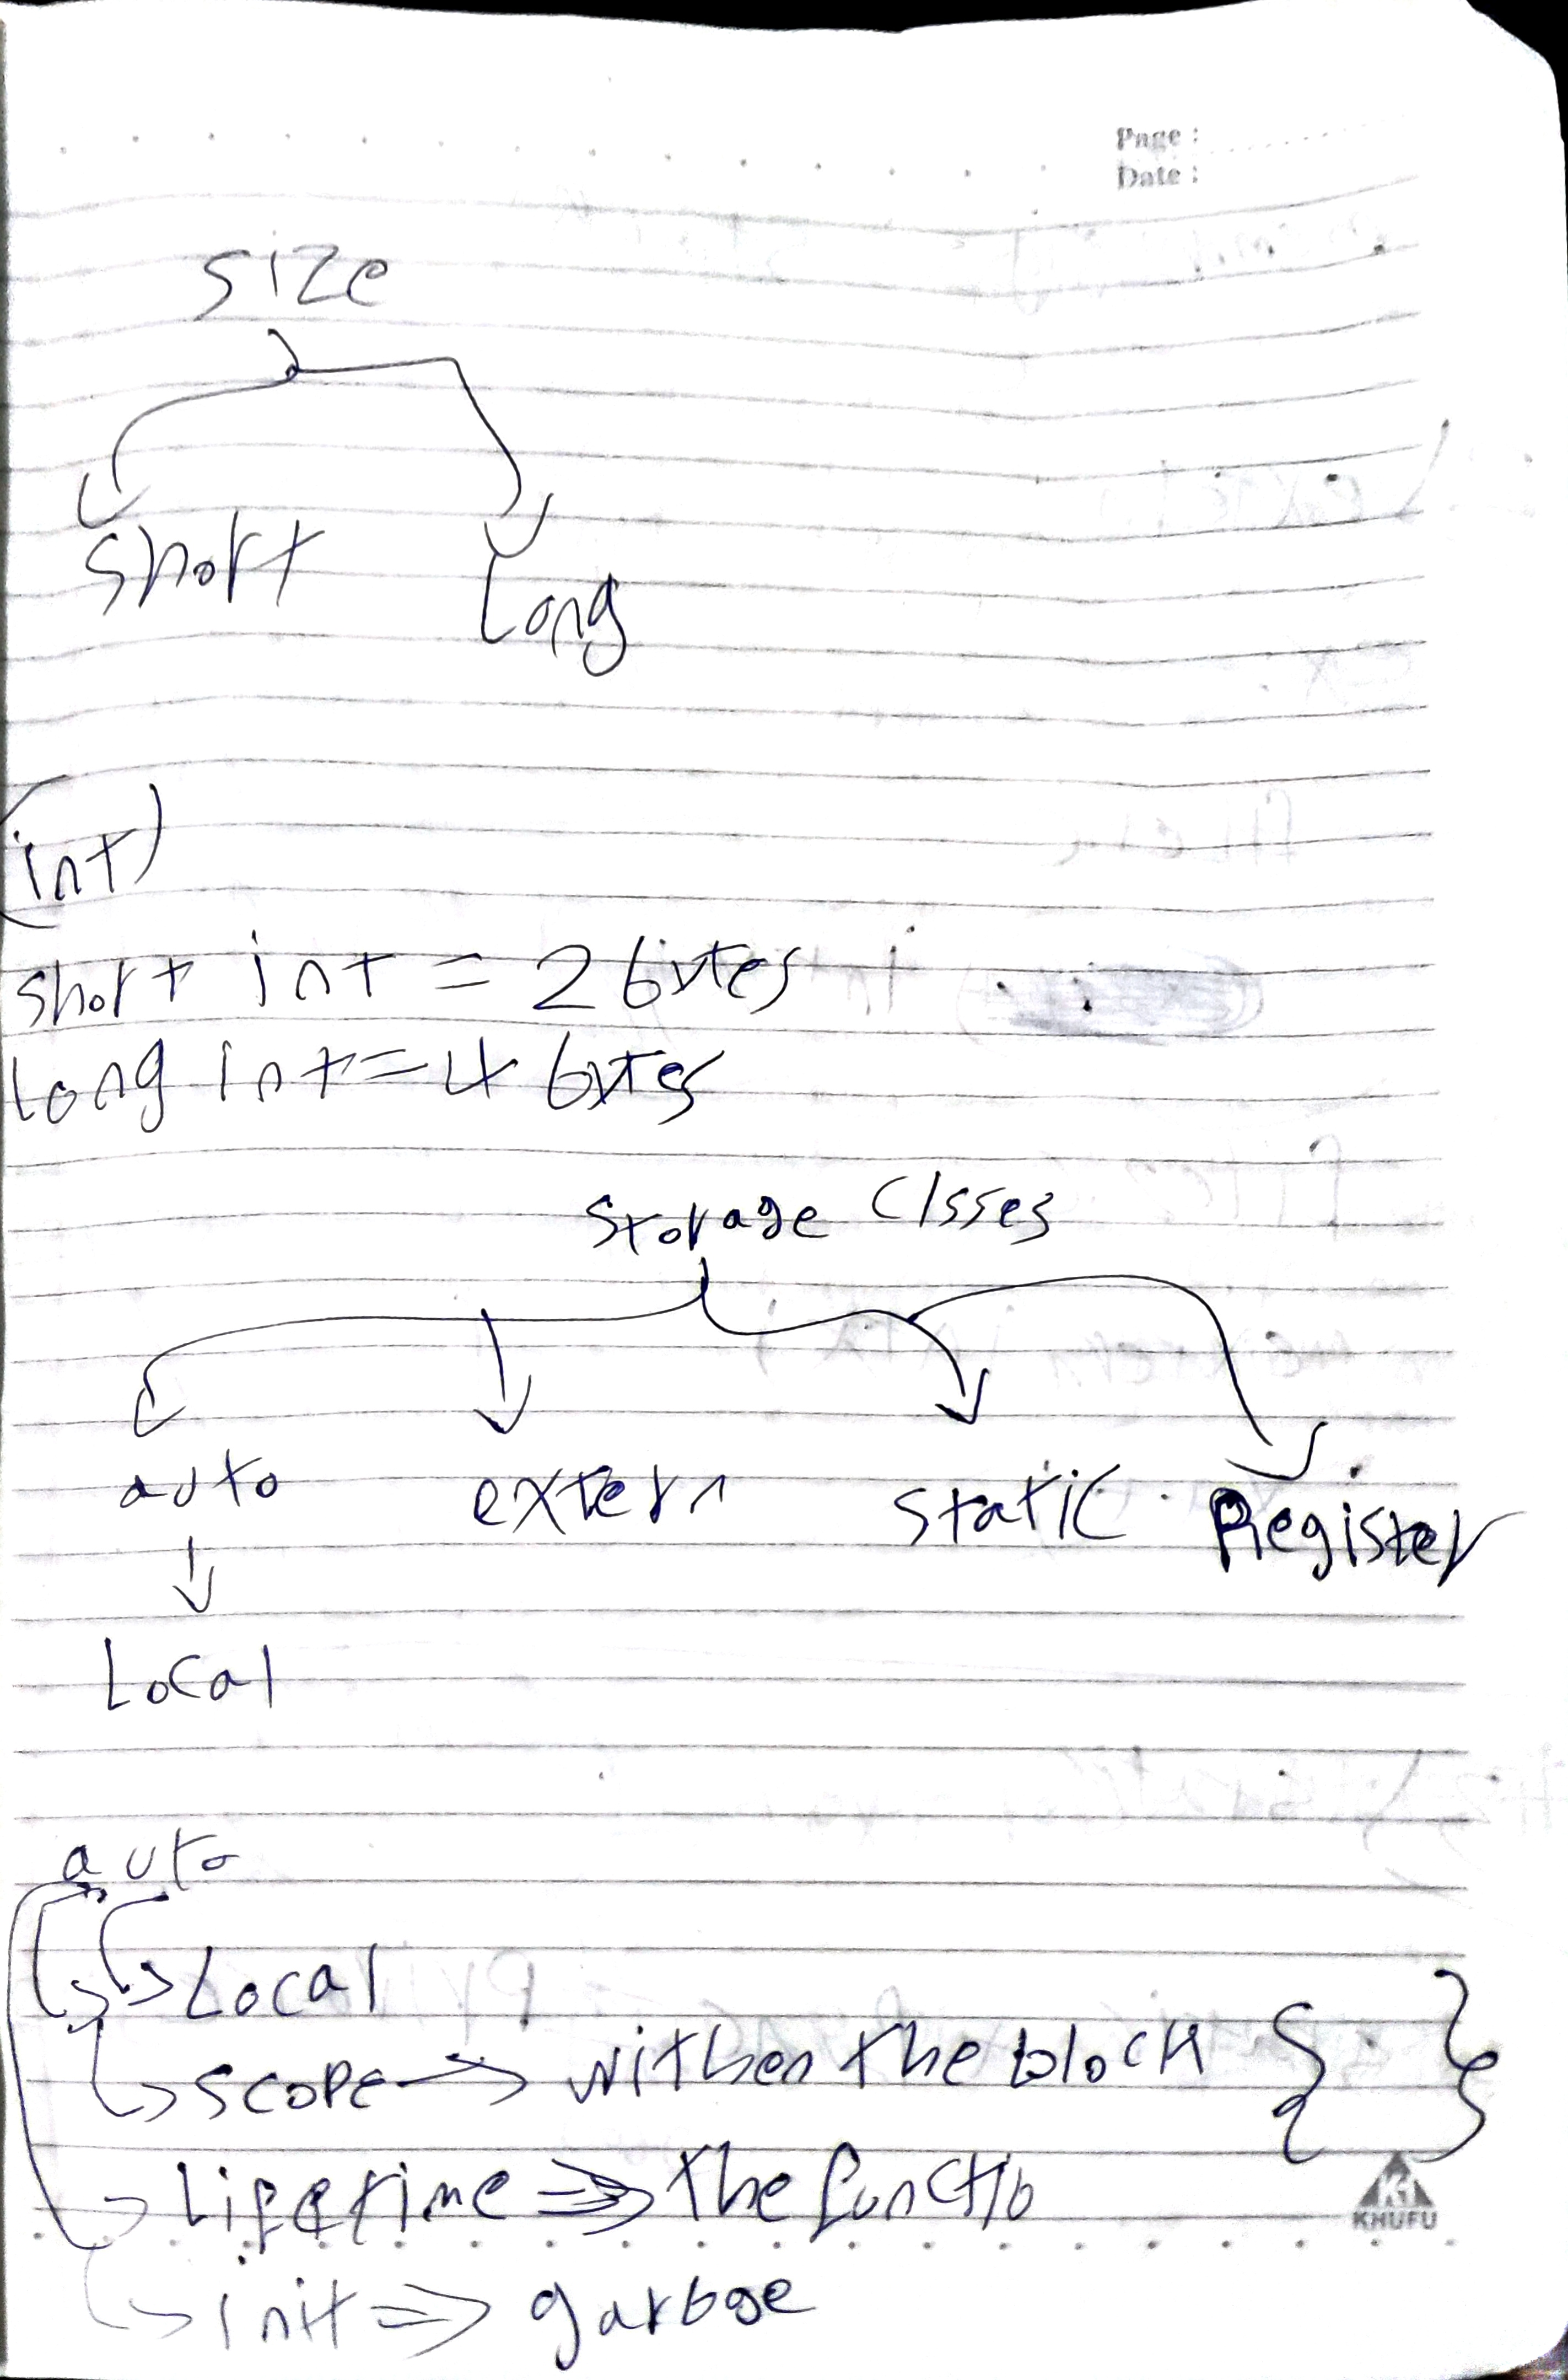 Page :
Date :
size
short Long
(int)
short int = 2 bytes
Long int = 4 bytes
Storage Clsses
auto extern static Register
Local
auto
Local
scope → withen the block { }
Lifetime ⇒ the functio
init ⇒ garbge
KHUFU